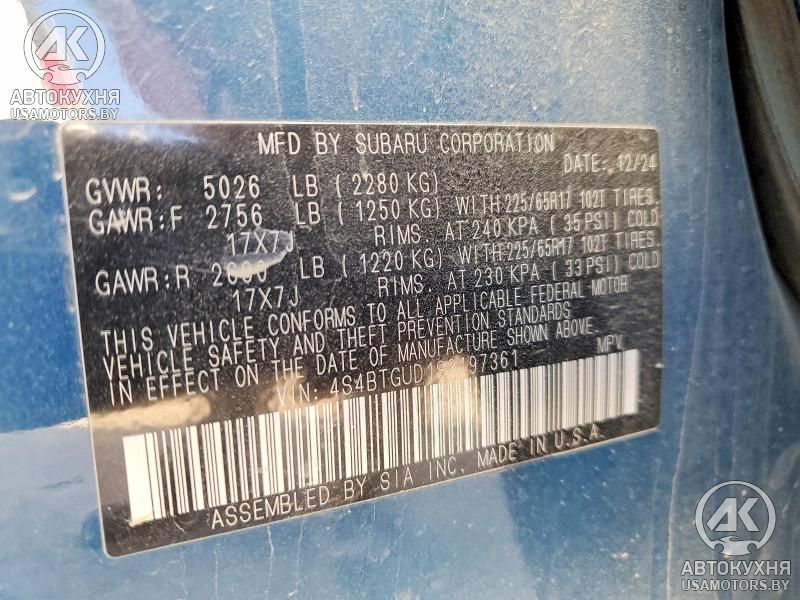 AK
АВТОКУХНЯ
USAMOTORS.BY
MFD BY SUBARU CORPORATION
DATE: 12/24
GVWR: 5026 LB (2280 KG)
GAWR:F 2756 LB (1250 KG) WITH 225/65R17 102T TIRES.
17X7J RIMS. AT 240 KPA (35 PSI) COLD
GAWR:R LB (1220 KG) WITH 225/65R17 102T TIRES.
17X7J RIMS. AT 230 KPA (33 PSI) COLD
THIS VEHICLE CONFORMS TO ALL APPLICABLE FEDERAL MOTOR
VEHICLE SAFETY AND THEFT PREVENTION STANDARDS
IN EFFECT ON THE DATE OF MANUFACTURE SHOWN ABOVE.
VIN: MPV
ASSEMBLED BY SIA INC. MADE IN U.S.A.
AK
АВТОКУХНЯ
USAMOTORS.BY